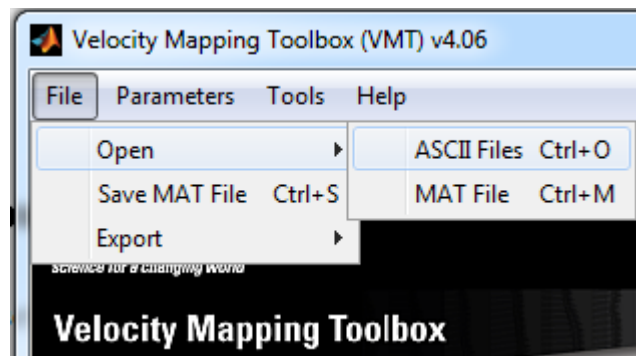 Velocity Mapping Toolbox (VMT) v4.06
File Parameters Tools Help
Open ASCII Files Ctrl+O
Save MAT File Ctrl+S MAT File Ctrl+M
Export
science for a changing world
Velocity Mapping Toolbox